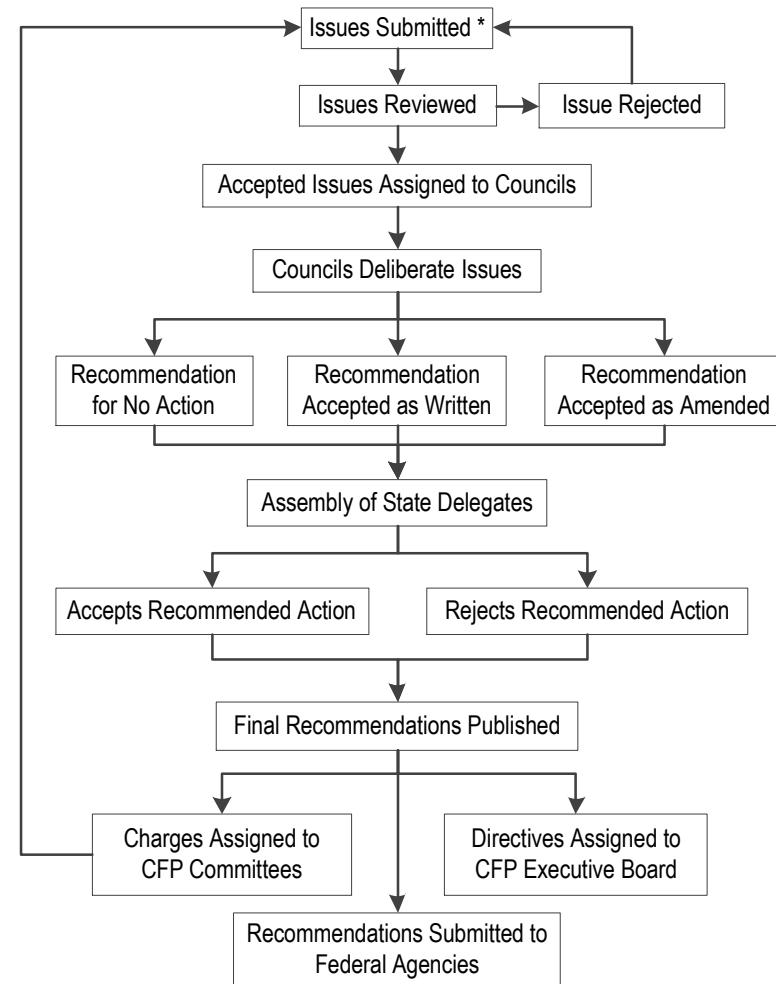 Issues Submitted *
Issues Reviewed
Issue Rejected
Accepted Issues Assigned to Councils
Councils Deliberate Issues
Recommendation
for No Action
Recommendation
Accepted as Written
Recommendation
Accepted as Amended
Assembly of State Delegates
Accepts Recommended Action
Rejects Recommended Action
Final Recommendations Published
Charges Assigned to
CFP Committees
Directives Assigned to
CFP Executive Board
Recommendations Submitted to
Federal Agencies